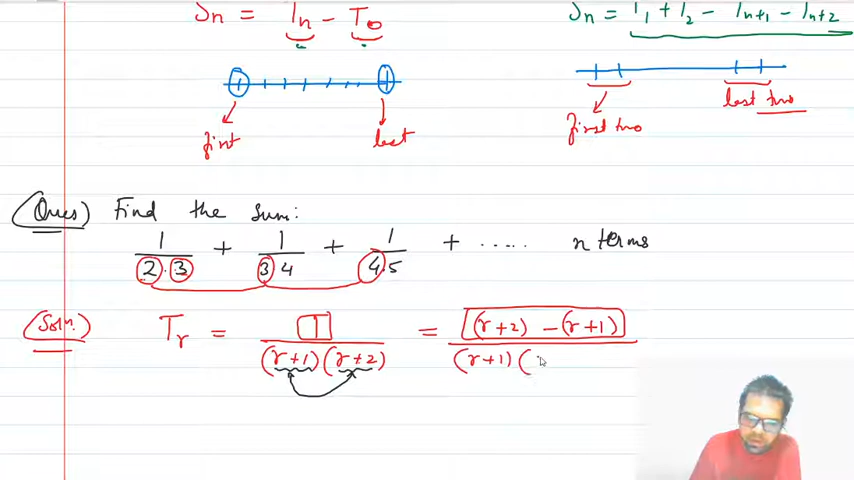 Sn = Tn - T0
Sn = T1 + T2 - Tn+1 - Tn+2
first
last
first two
last two
Ques) Find the sum:
1/2.3 + 1/3.4 + 1/4.5 + ..... n terms
Soln.) Tr = 1/(r+1)(r+2) = (r+2) - (r+1)/(r+1)(